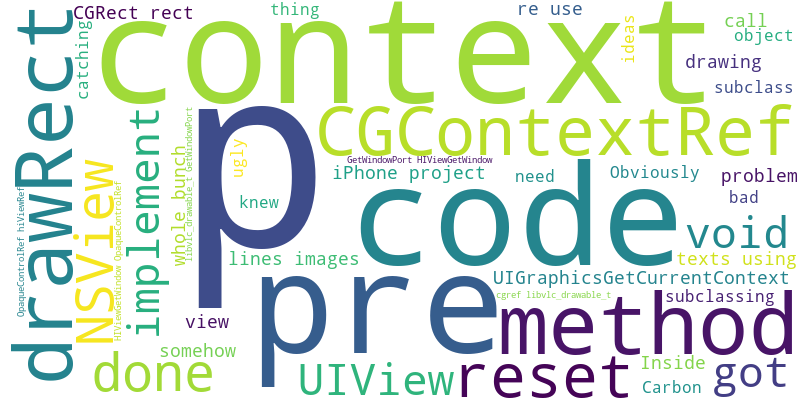 CGRect rect
thing
re use
call
object
ideas
catching
context
drawing
subclass
drawRect
CGContextRef
p
GetWindowPort HIViewGetWindow
iPhone project
need
Obviously
problem
bad
implement
NSView
whole bunch
ugly
libvlc_drawable_t GetWindowPort
OpaqueControlRef hiViewRef
HIViewGetWindow OpaqueControlRef
knew
code
void
lines images
texts using
UIGraphicsGetCurrentContext
pre
cgref libvlc_drawable_t
subclassing
view
method
somehow
done
UIView
reset
Inside
Carbon
got